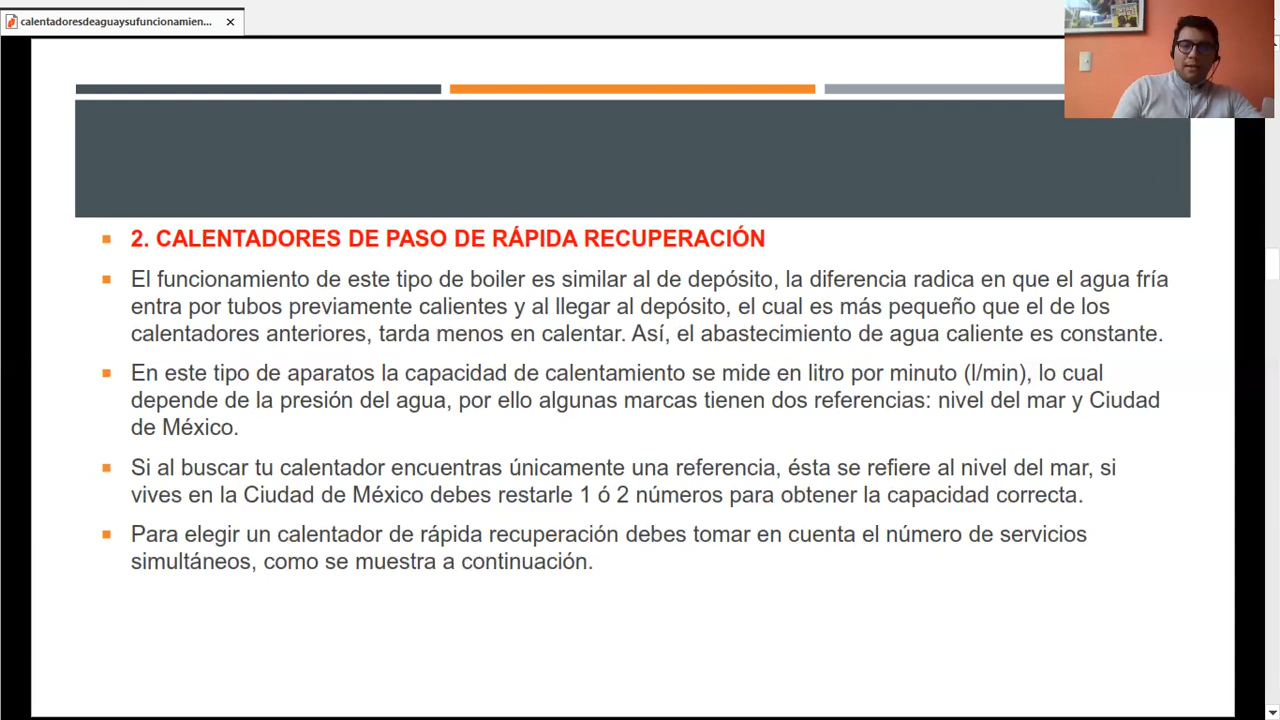 calentadoresdeaguaysufuncionamien...
2. CALENTADORES DE PASO DE RÁPIDA RECUPERACIÓN
El funcionamiento de este tipo de boiler es similar al de depósito, la diferencia radica en que el agua fría
entra por tubos previamente calientes y al llegar al depósito, el cual es más pequeño que el de los
calentadores anteriores, tarda menos en calentar. Así, el abastecimiento de agua caliente es constante.
En este tipo de aparatos la capacidad de calentamiento se mide en litro por minuto (l/min), lo cual
depende de la presión del agua, por ello algunas marcas tienen dos referencias: nivel del mar y Ciudad
de México.
Si al buscar tu calentador encuentras únicamente una referencia, ésta se refiere al nivel del mar, si
vives en la Ciudad de México debes restarle 1 ó 2 números para obtener la capacidad correcta.
Para elegir un calentador de rápida recuperación debes tomar en cuenta el número de servicios
simultáneos, como se muestra a continuación.